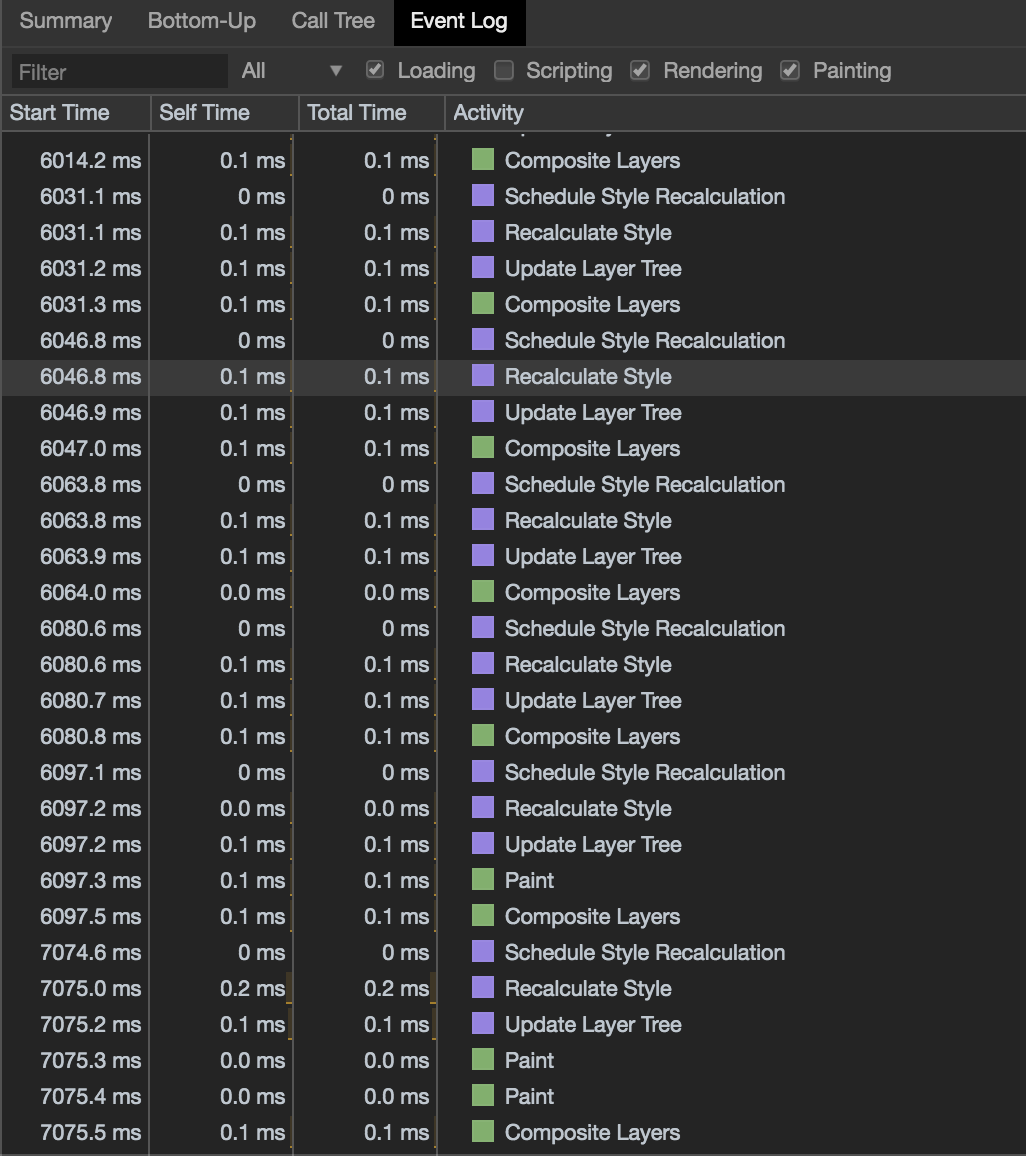 Summary Bottom-Up Call Tree Event Log
Filter All ▼ Loading Scripting Rendering Painting
Start Time Self Time Total Time Activity
6014.2 ms 0.1 ms 0.1 ms Composite Layers
6031.1 ms 0 ms 0 ms Schedule Style Recalculation
6031.1 ms 0.1 ms 0.1 ms Recalculate Style
6031.2 ms 0.1 ms 0.1 ms Update Layer Tree
6031.3 ms 0.1 ms 0.1 ms Composite Layers
6046.8 ms 0 ms 0 ms Schedule Style Recalculation
6046.8 ms 0.1 ms 0.1 ms Recalculate Style
6046.9 ms 0.1 ms 0.1 ms Update Layer Tree
6047.0 ms 0.1 ms 0.1 ms Composite Layers
6063.8 ms 0 ms 0 ms Schedule Style Recalculation
6063.8 ms 0.1 ms 0.1 ms Recalculate Style
6063.9 ms 0.1 ms 0.1 ms Update Layer Tree
6064.0 ms 0.0 ms 0.0 ms Composite Layers
6080.6 ms 0 ms 0 ms Schedule Style Recalculation
6080.6 ms 0.1 ms 0.1 ms Recalculate Style
6080.7 ms 0.1 ms 0.1 ms Update Layer Tree
6080.8 ms 0.1 ms 0.1 ms Composite Layers
6097.1 ms 0 ms 0 ms Schedule Style Recalculation
6097.2 ms 0.0 ms 0.0 ms Recalculate Style
6097.2 ms 0.1 ms 0.1 ms Update Layer Tree
6097.3 ms 0.1 ms 0.1 ms Paint
6097.5 ms 0.1 ms 0.1 ms Composite Layers
7074.6 ms 0 ms 0 ms Schedule Style Recalculation
7075.0 ms 0.2 ms 0.2 ms Recalculate Style
7075.2 ms 0.1 ms 0.1 ms Update Layer Tree
7075.3 ms 0.0 ms 0.0 ms Paint
7075.4 ms 0.0 ms 0.0 ms Paint
7075.5 ms 0.1 ms 0.1 ms Composite Layers